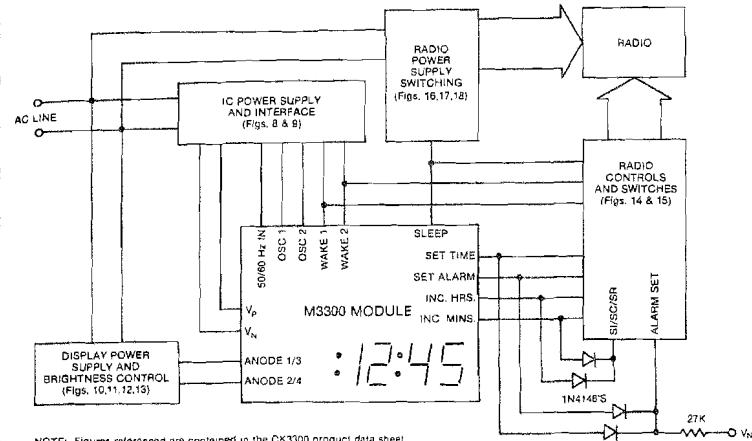 RADIO
POWER
SUPPLY
SWITCHING
(Figs. 16,17,18)
RADIO
AC LINE
IC POWER SUPPLY
AND INTERFACE
(Figs. 8 & 9)
RADIO
CONTROLS
AND SWITCHES
(Figs. 14 & 15)
SI/SC/SR
ALARM SET
50/60 Hz IN
OSC 1
OSC 2
WAKE 1
WAKE 2
SLEEP
SET TIME
SET ALARM
INC. HRS.
INC MINS.
VP
VN
M3300 MODULE
ANODE 1/3
ANODE 2/4
:12:45
DISPLAY POWER
SUPPLY AND
BRIGHTNESS CONTROL
(Figs. 10,11,12,13)
1N4148'S
27K
VN
NOTE: Figures referenced are contained in the CK3300 product data sheet